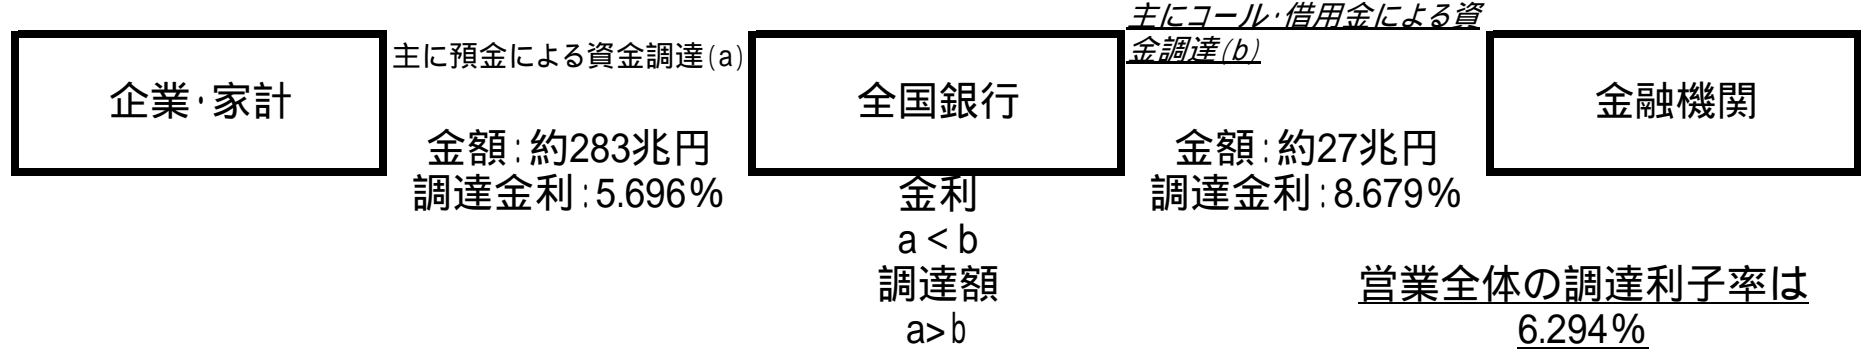 主にコール・借用金による資
金調達(b)
主に預金による資金調達(a)
企業・家計
全国銀行
金融機関
金額:約283兆円
調達金利:5.696%
金額:約27兆円
調達金利:8.679%
金利
a<b
調達額
a>b
営業全体の調達利子率は
6.294%